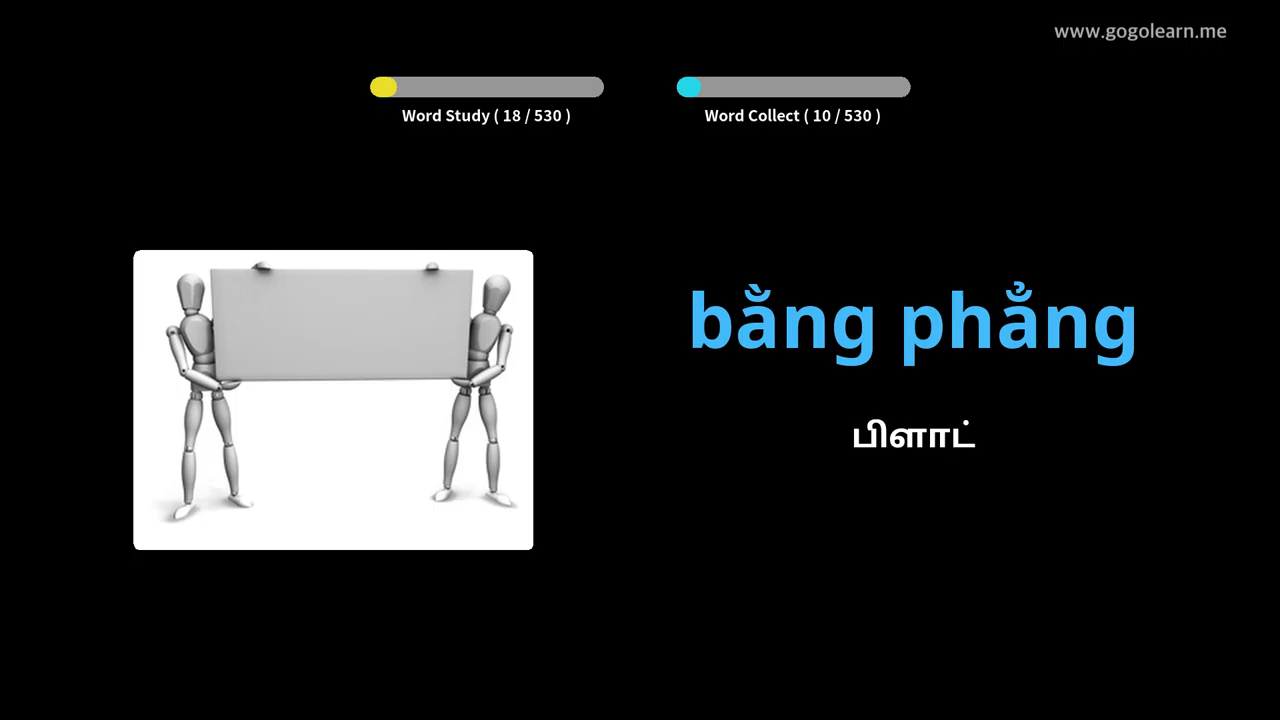 www.gogolearn.me
Word Study ( 18 / 530 )
Word Collect ( 10 / 530 )
bằng phẳng
பிளாட்